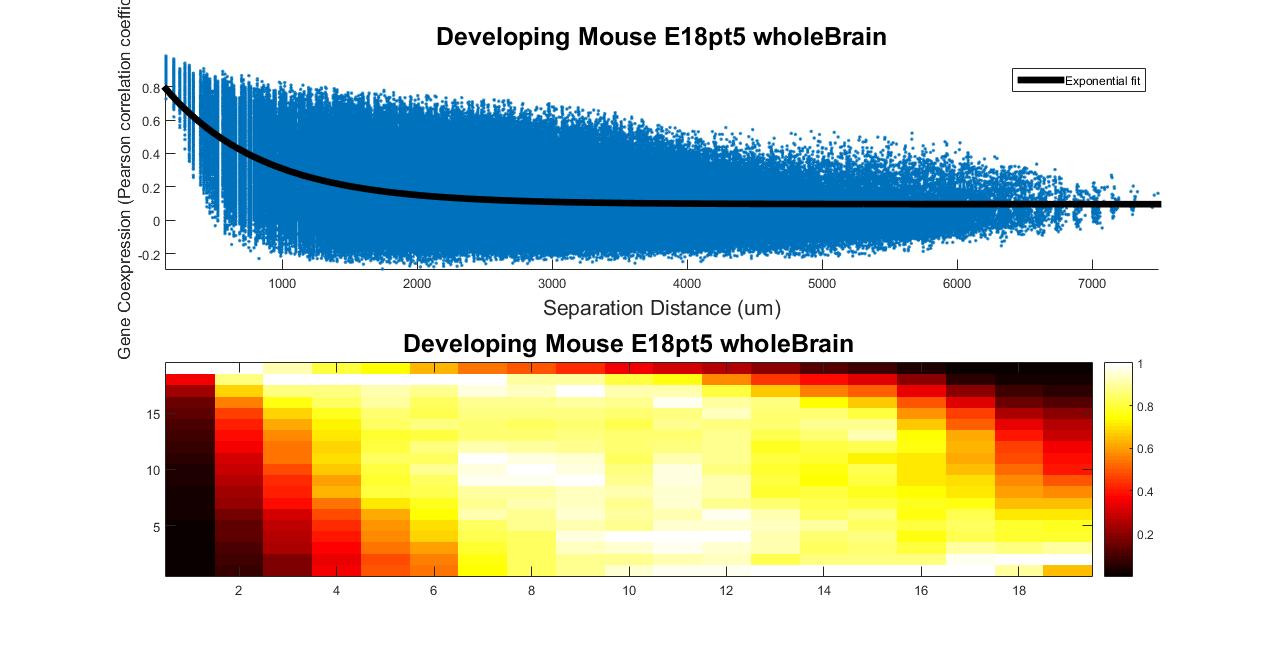 Developing Mouse E18pt5 wholeBrain
Exponential fit
Gene Coexpression (Pearson correlation
0.8
0.6
0.4
0.2
0
-0.2
1000 2000 3000 4000 5000 6000 7000
Separation Distance (um)
Developing Mouse E18pt5 wholeBrain
15
10
5
2 4 6 8 10 12 14 16 18
1
0.8
0.6
0.4
0.2